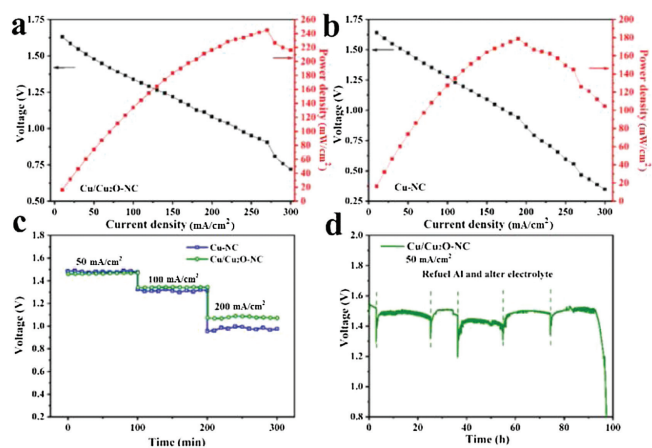 a
1.75
1.50
1.25
1.00
0.75
Voltage (V)
Cu/Cu₂O-NC
0 50 100 150 200 250 300
Current density (mA/cm²)
260
240
220
200
180
160
140
120
100
80
60
40
20
0
Power density (mW/cm²)
b
1.75
1.50
1.25
1.00
0.75
0.50
0.25
Voltage (V)
Cu-NC
0 50 100 150 200 250 300
Current density (mA/cm²)
200
180
160
140
120
100
80
60
40
20
0
Power density (mW/cm²)
c
1.8
1.6
1.4
1.2
1.0
0.8
0.6
0.4
0.2
Voltage (V)
Cu-NC
Cu/Cu₂O-NC
50 mA/cm²
100 mA/cm²
200 mA/cm²
0 50 100 150 200 250 300
Time (min)
d
2.0
1.8
1.6
1.4
1.2
1.0
0.8
Voltage (V)
Cu/Cu₂O-NC
50 mA/cm²
Refuel Al and alter electrolyte
0 20 40 60 80 100
Time (h)